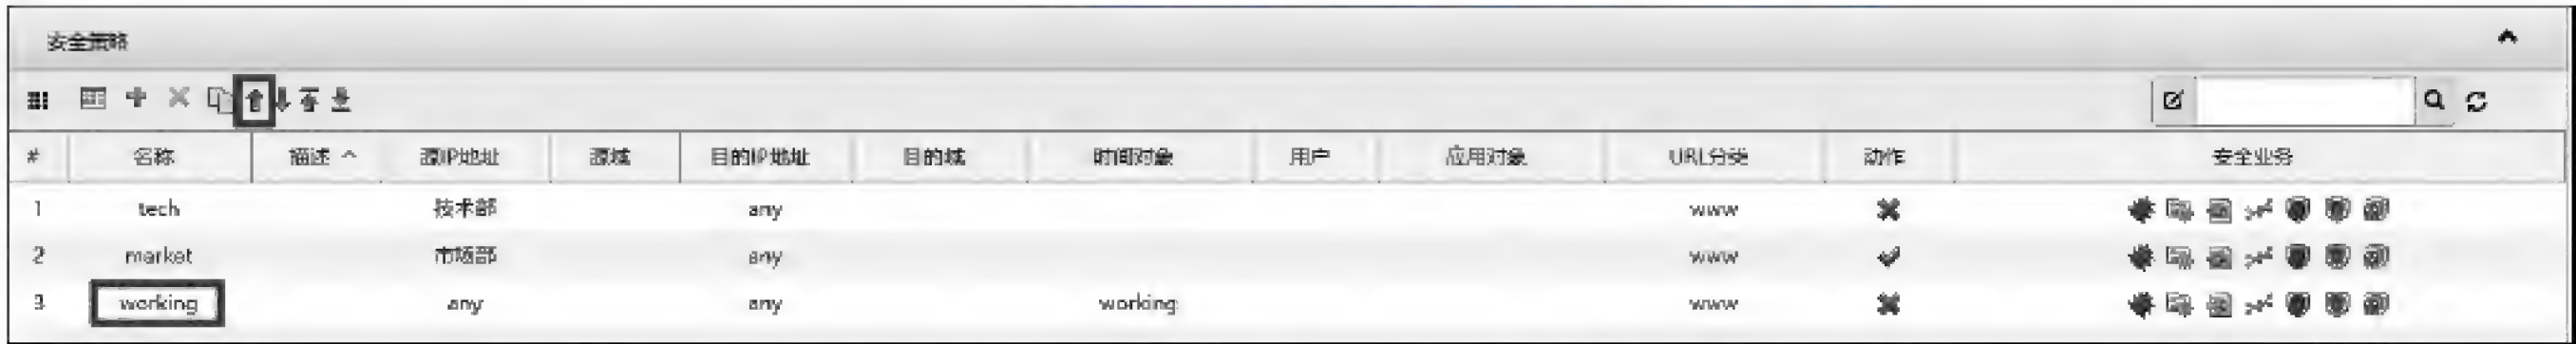 安全策略
# 名称 描述 源IP地址 源域 目的IP地址 目的域 时间对象 用户 应用对象 URL分类 动作 安全业务
1 tech 技术部 any www
2 market 市场部 any www
3 working any any working www